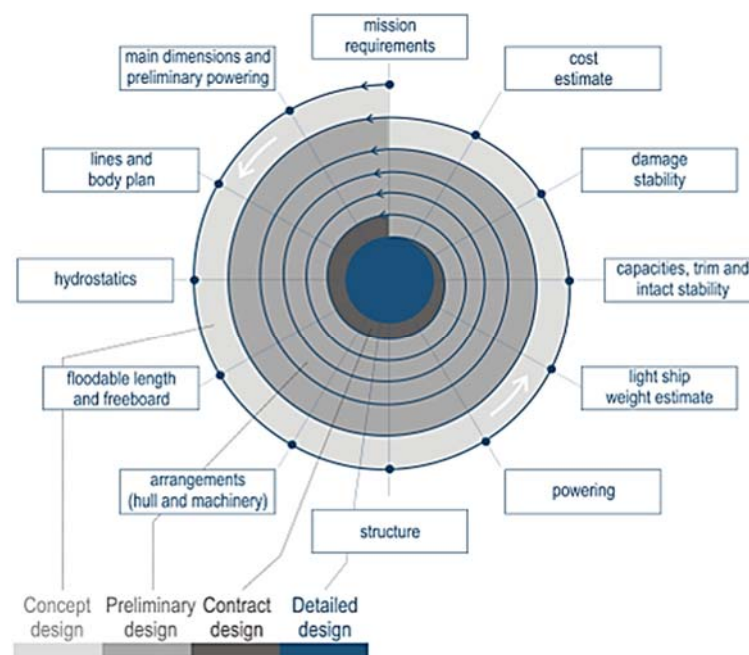 mission
requirements
main dimensions and
preliminary powering
cost
estimate
lines and
body plan
damage
stability
hydrostatics
capacities, trim and
intact stability
floodable length
and freeboard
light ship
weight estimate
arrangements
(hull and machinery)
powering
structure
Concept
design
Preliminary
design
Contract
design
Detailed
design